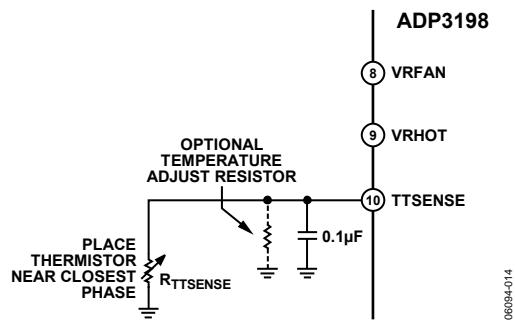 ADP3198
8 VRFAN
9 VRHOT
OPTIONAL
TEMPERATURE
ADJUST RESISTOR
10 TTSENSE
0.1µF
PLACE
THERMISTOR
NEAR CLOSEST
PHASE
RTTSENSE
06094-014